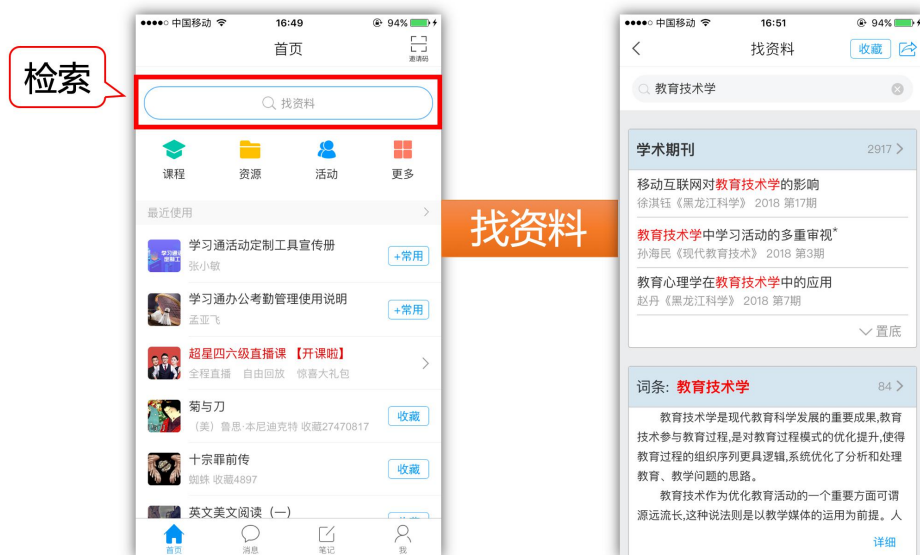 检索
中国移动 16:49 94%
首页
邀请码
找资料
课程 资源 活动 更多
最近使用
学习通活动定制工具宣传册
张小敏
+常用
学习通办公考勤管理使用说明
孟亚飞
+常用
超星四六级直播课 【开课啦】
全程直播 自由回放 惊喜大礼包
菊与刀
(美) 鲁思·本尼迪克特 收藏27470817
收藏
十宗罪前传
蜘蛛 收藏4897
收藏
英文美文阅读 (一)
首页 消息 笔记 我
找资料
中国移动 16:51 94%
找资料 收藏
教育技术学
学术期刊 2917
移动互联网对教育技术学的影响
徐淇钰《黑龙江科学》 2018 第17期
教育技术学中学习活动的多重审视*
孙海民《现代教育技术》 2018 第3期
教育心理学在教育技术学中的应用
赵丹《黑龙江科学》 2018 第7期
置底
词条: 教育技术学 84
教育技术学是现代教育科学发展的重要成果,教育
技术参与教育过程,是对教育过程模式的优化提升,使得
教育过程的组织序列更具逻辑,系统优化了分析和处理
教育、教学问题的思路。
教育技术作为优化教育活动的一个重要方面可谓
源远流长,这种说法则是以教学媒体的运用为前提。人
详细